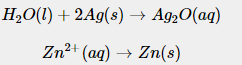 H₂O(l) + 2Ag(s) → Ag₂O(aq)
Zn²⁺(aq) → Zn(s)